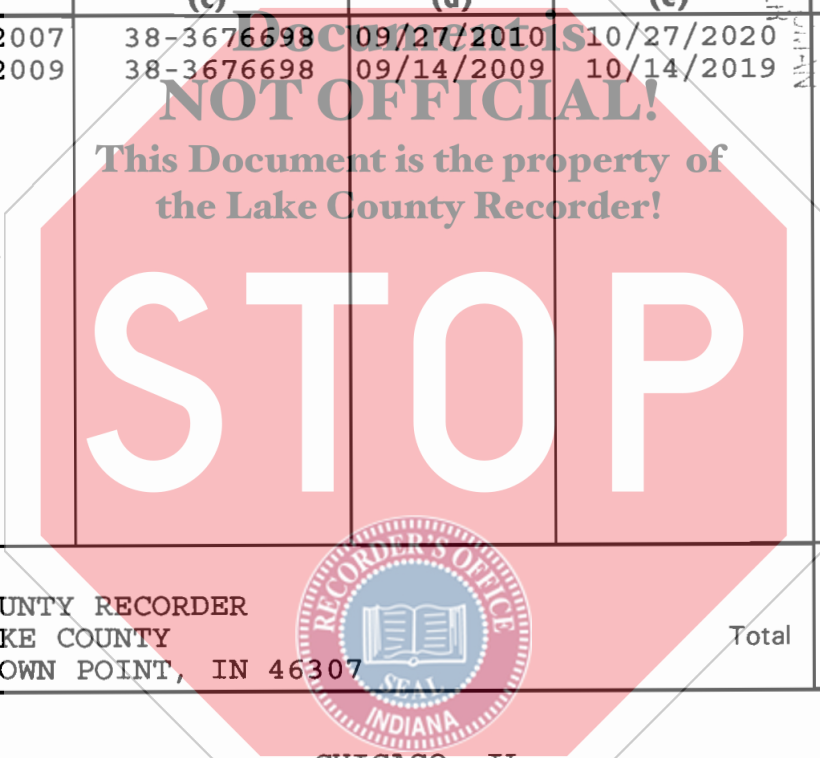 (c) (d) (e)
2007 38-3676698 09/27/2010 10/27/2020
2009 38-3676698 09/14/2009 10/14/2019
Document is
NOT OFFICIAL!
This Document is the property of
the Lake County Recorder!
STOP
UNTY RECORDER
KE COUNTY
OWN POINT, IN 46307
Total
RECORDER'S OFFICE
SEAL
INDIANA
CHICAGO, IL